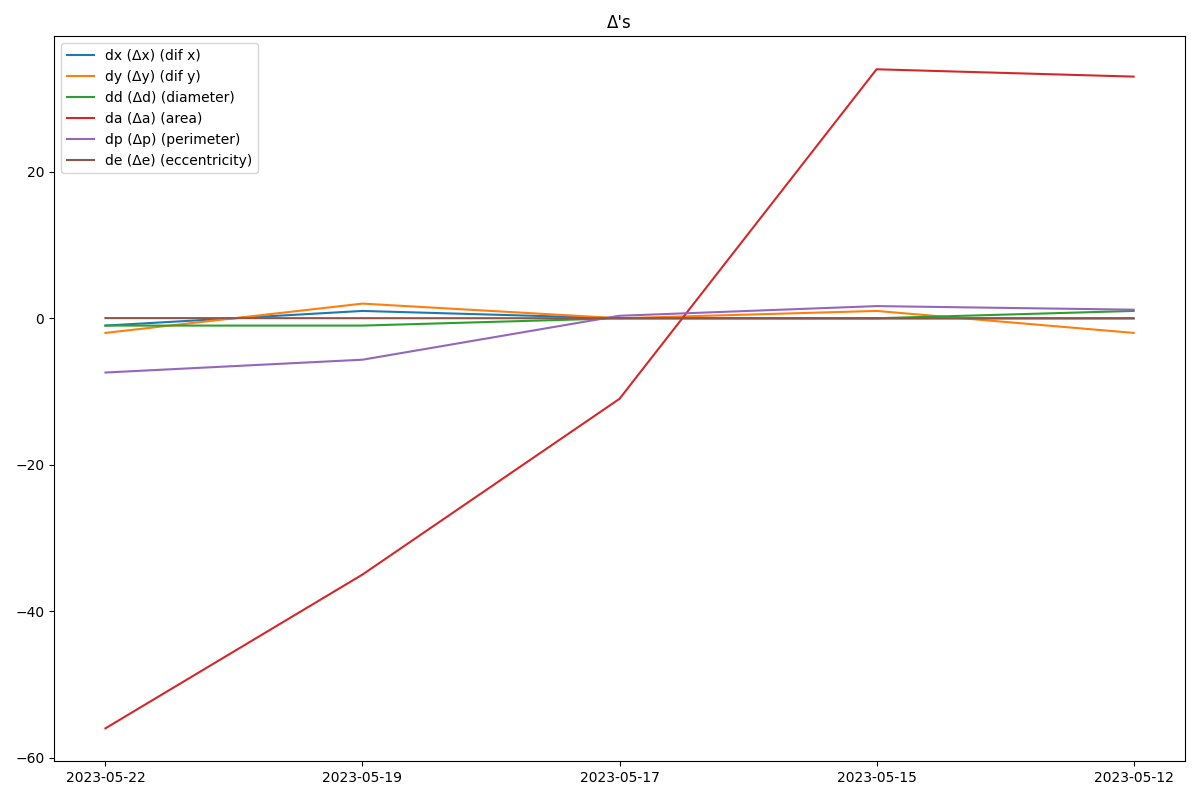 Δ's
dx (Δx) (dif x)
dy (Δy) (dif y)
dd (Δd) (diameter)
da (Δa) (area)
dp (Δp) (perimeter)
de (Δe) (eccentricity)
20
0
−20
−40
−60
2023-05-22
2023-05-19
2023-05-17
2023-05-15
2023-05-12